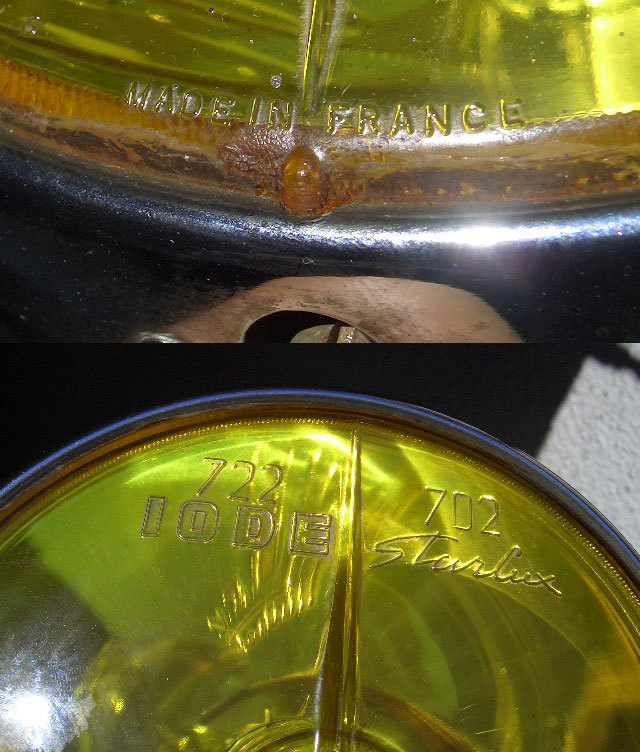 MADE IN FRANCE
722 702
IODE Starlux